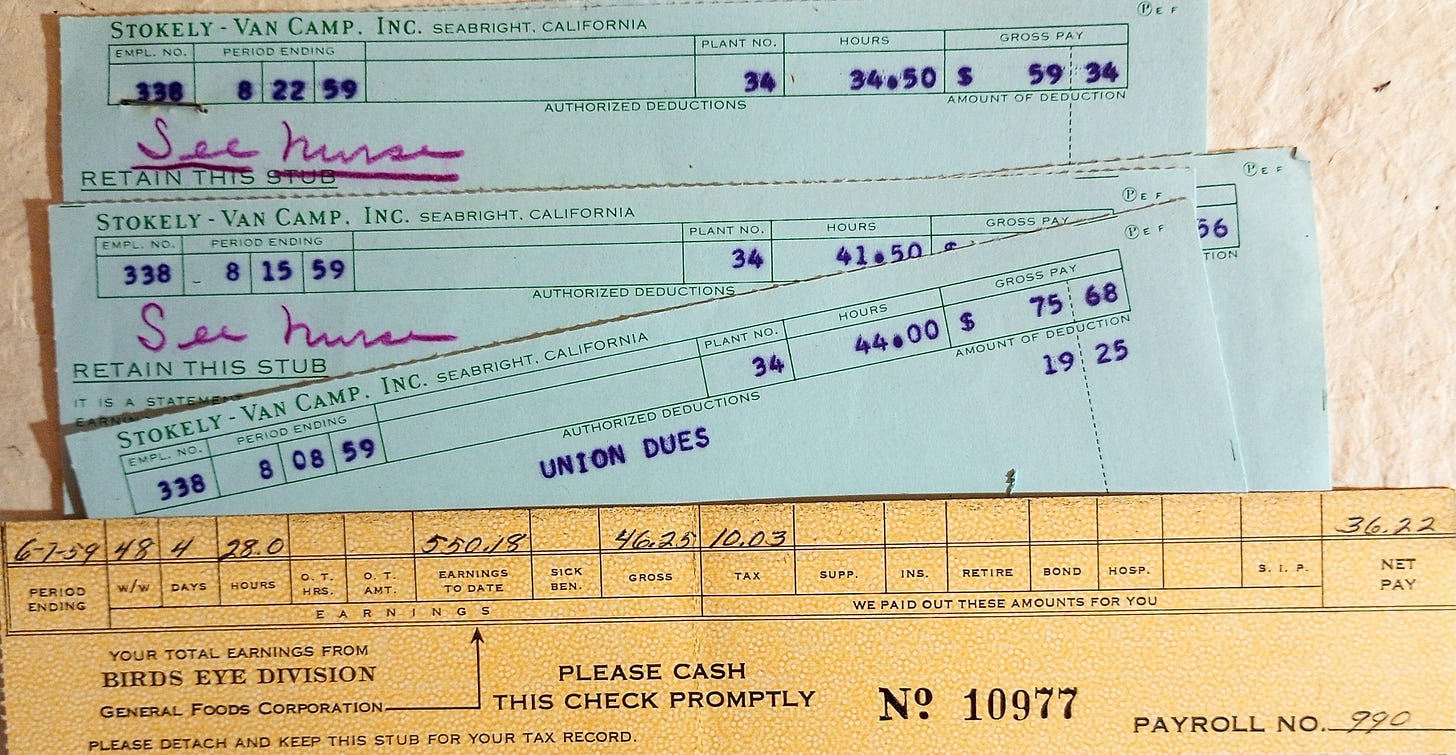 STOKELY - VAN CAMP, INC. SEABRIGHT, CALIFORNIA
Ⓟ E F
EMPL. NO. PERIOD ENDING PLANT NO. HOURS GROSS PAY
338 8 22 59 34 34.50 $ 59 34
AUTHORIZED DEDUCTIONS AMOUNT OF DEDUCTION
See Nurse
RETAIN THIS STUB
Ⓟ E F
56
TION
STOKELY - VAN CAMP, INC. SEABRIGHT, CALIFORNIA
Ⓟ E F
EMPL. NO. PERIOD ENDING PLANT NO. HOURS GROSS PAY
338 8 15 59 34 41.50 $
AUTHORIZED DEDUCTIONS
See Nurse
RETAIN THIS STUB
IT IS A STATEMENT
EARNIN
STOKELY - VAN CAMP, INC. SEABRIGHT, CALIFORNIA
Ⓟ E F
EMPL. NO. PERIOD ENDING PLANT NO. HOURS GROSS PAY
338 8 08 59 34 44.00 $ 75 68
AUTHORIZED DEDUCTIONS AMOUNT OF DEDUCTION
UNION DUES 19 25
6-7-59 48 4 28.0 550.18 46.25 10.03 36.22
PERIOD ENDING W/W DAYS HOURS O. T. HRS. O. T. AMT. EARNINGS TO DATE SICK BEN. GROSS TAX SUPP. INS. RETIRE BOND HOSP. S. I. P. NET PAY
EARNINGS WE PAID OUT THESE AMOUNTS FOR YOU
YOUR TOTAL EARNINGS FROM
BIRDS EYE DIVISION
GENERAL FOODS CORPORATION
PLEASE CASH
THIS CHECK PROMPTLY
Nº 10977
PAYROLL NO. 990
PLEASE DETACH AND KEEP THIS STUB FOR YOUR TAX RECORD.